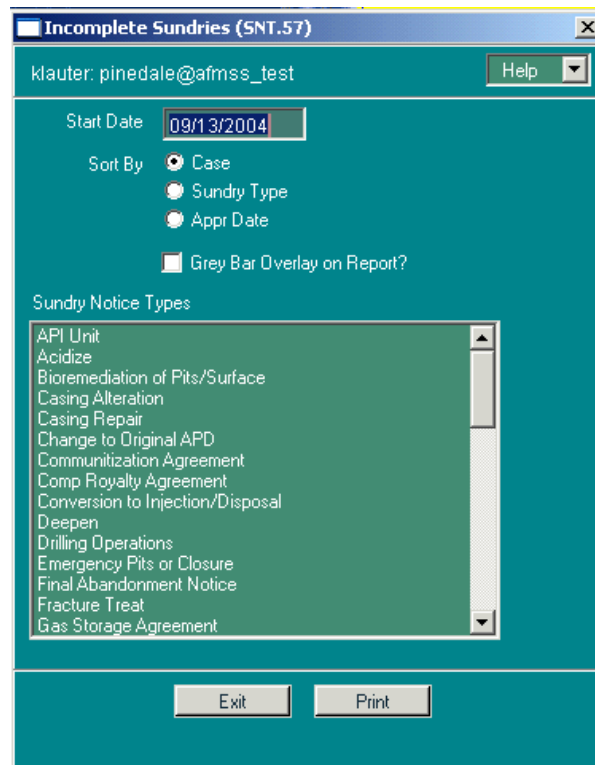 Incomplete Sundries (SNT.57)
klauter: pinedale@afmss_test
Help
Start Date 09/13/2004
Sort By Case
Sundry Type
Appr Date
Grey Bar Overlay on Report?
Sundry Notice Types
API Unit
Acidize
Bioremediation of Pits/Surface
Casing Alteration
Casing Repair
Change to Original APD
Communitization Agreement
Comp Royalty Agreement
Conversion to Injection/Disposal
Deepen
Drilling Operations
Emergency Pits or Closure
Final Abandonment Notice
Fracture Treat
Gas Storage Agreement
Exit Print